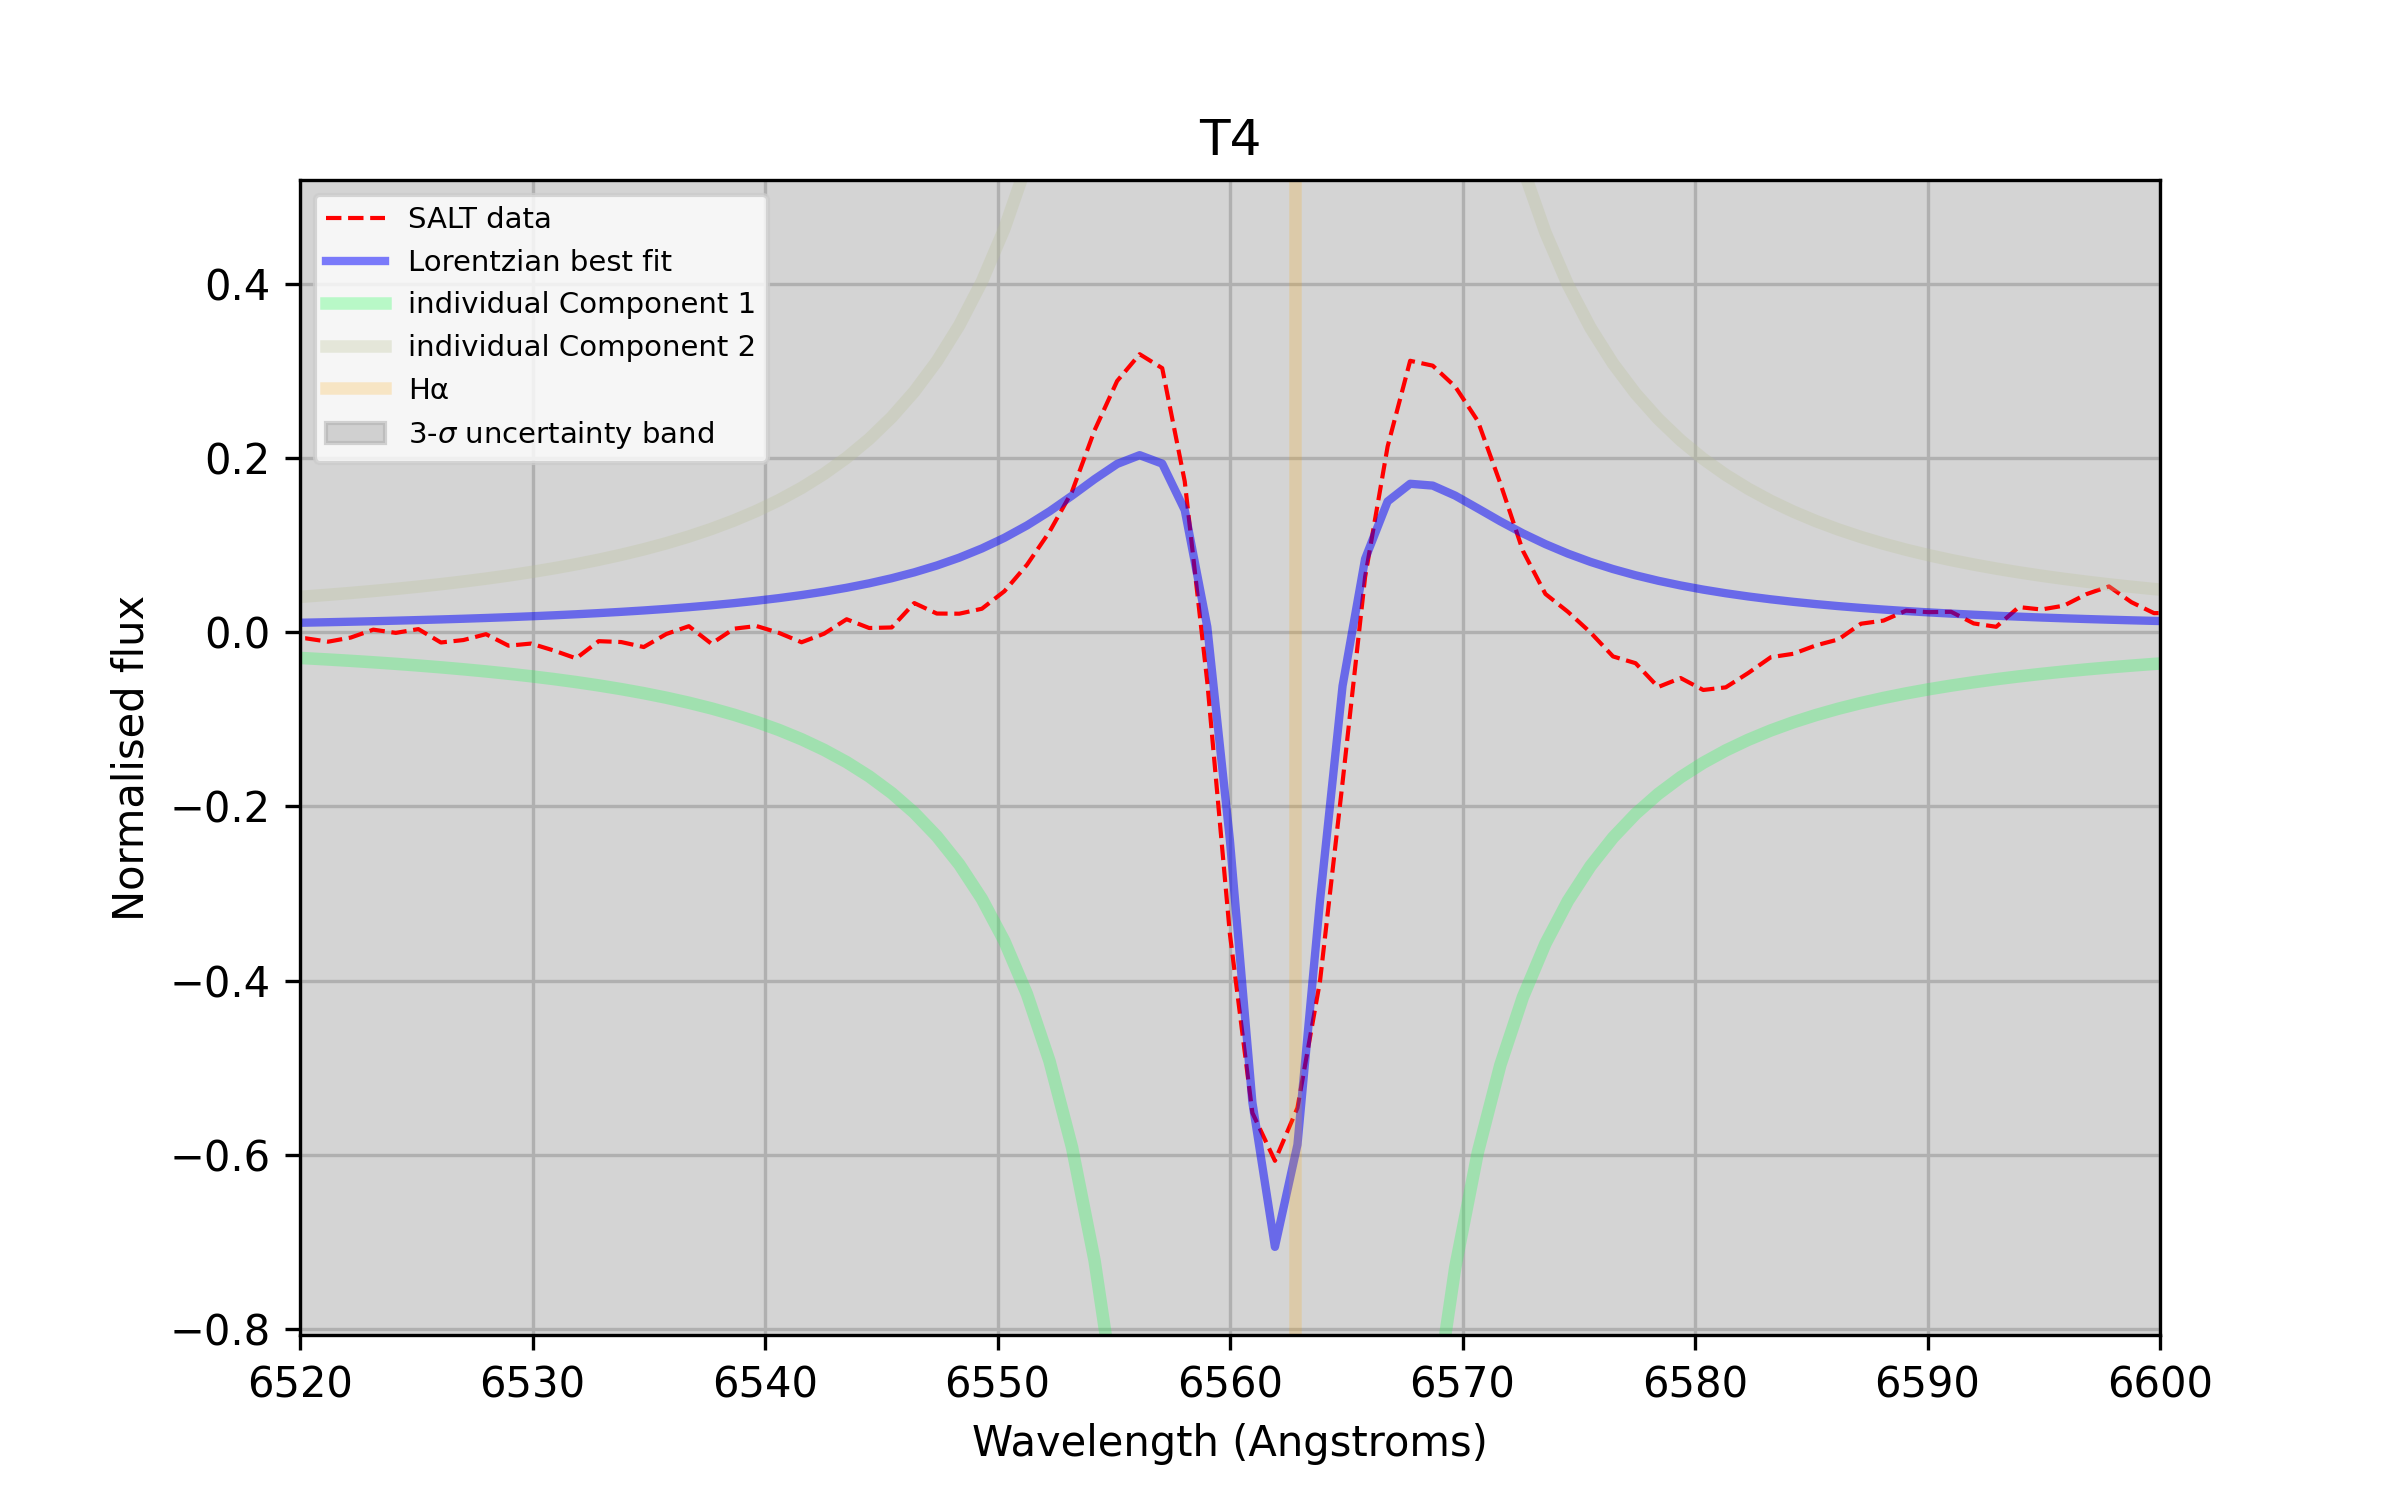 T4
SALT data
Lorentzian best fit
individual Component 1
individual Component 2
Hα
3-σ uncertainty band
Normalised flux
0.4
0.2
0.0
−0.2
−0.4
−0.6
−0.8
6520 6530 6540 6550 6560 6570 6580 6590 6600
Wavelength (Angstroms)